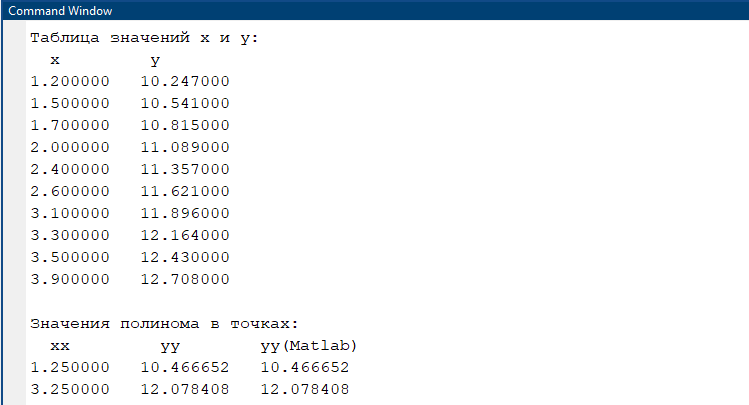 Command Window
Таблица значений x и y:
x y
1.200000 10.247000
1.500000 10.541000
1.700000 10.815000
2.000000 11.089000
2.400000 11.357000
2.600000 11.621000
3.100000 11.896000
3.300000 12.164000
3.500000 12.430000
3.900000 12.708000
Значения полинома в точках:
xx yy yy(Matlab)
1.250000 10.466652 10.466652
3.250000 12.078408 12.078408